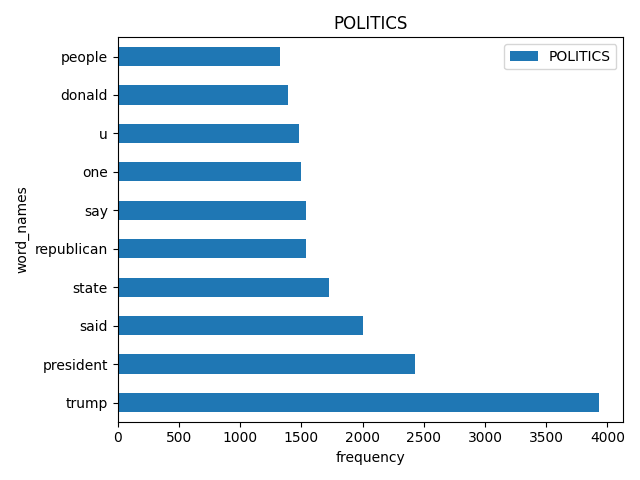 POLITICS
POLITICS
people
donald
u
one
say
republican
state
said
president
trump
word_names
0 500 1000 1500 2000 2500 3000 3500 4000
frequency